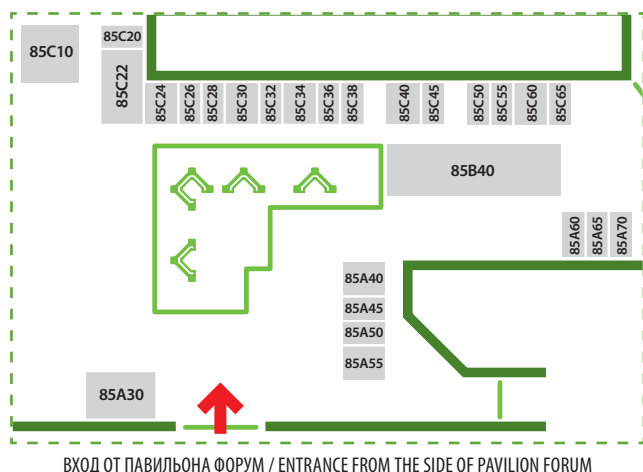 85C10
85C20
85C22
85C24
85C26
85C28
85C30
85C32
85C34
85C36
85C38
85C40
85C45
85C50
85C55
85C60
85C65
85B40
85A60
85A65
85A70
85A40
85A45
85A50
85A55
85A30
ВХОД ОТ ПАВИЛЬОНА ФОРУМ / ENTRANCE FROM THE SIDE OF PAVILION FORUM